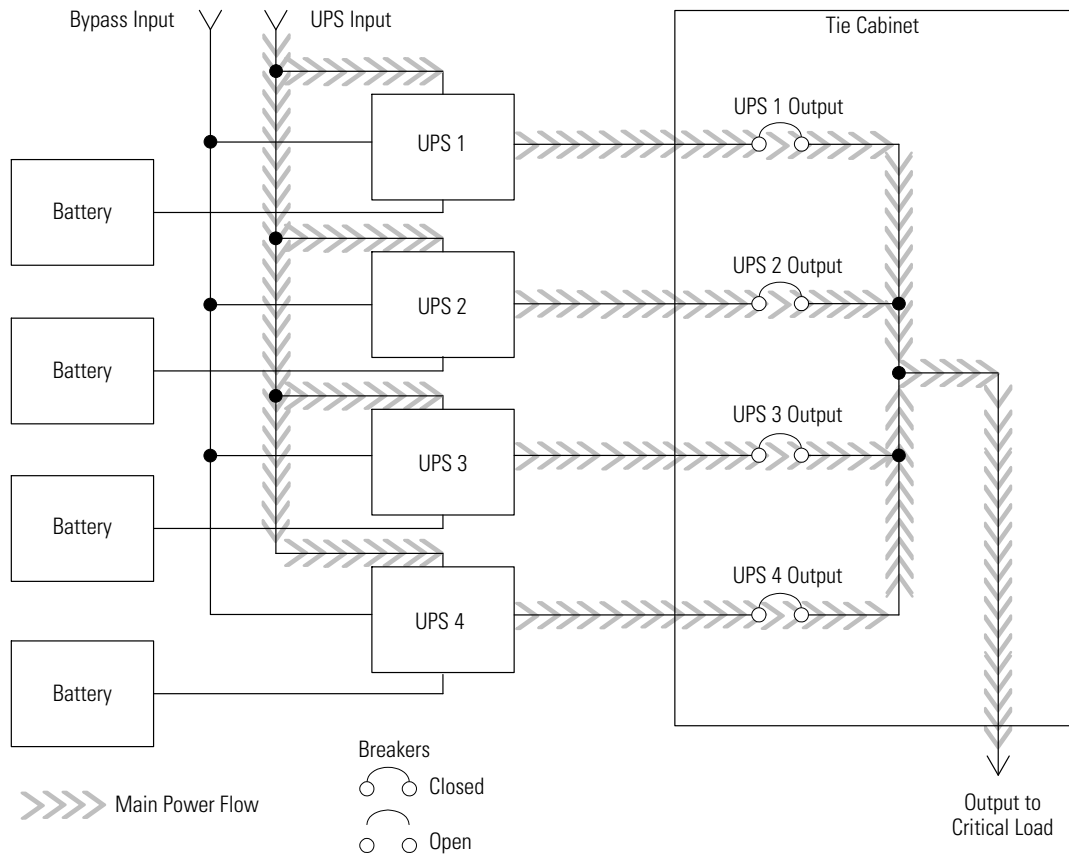 Bypass Input
UPS Input
Tie Cabinet
UPS 1 Output
UPS 1
Battery
UPS 2 Output
UPS 2
Battery
UPS 3 Output
UPS 3
Battery
UPS 4 Output
UPS 4
Battery
Breakers
Closed
Main Power Flow
Open
Output to
Critical Load